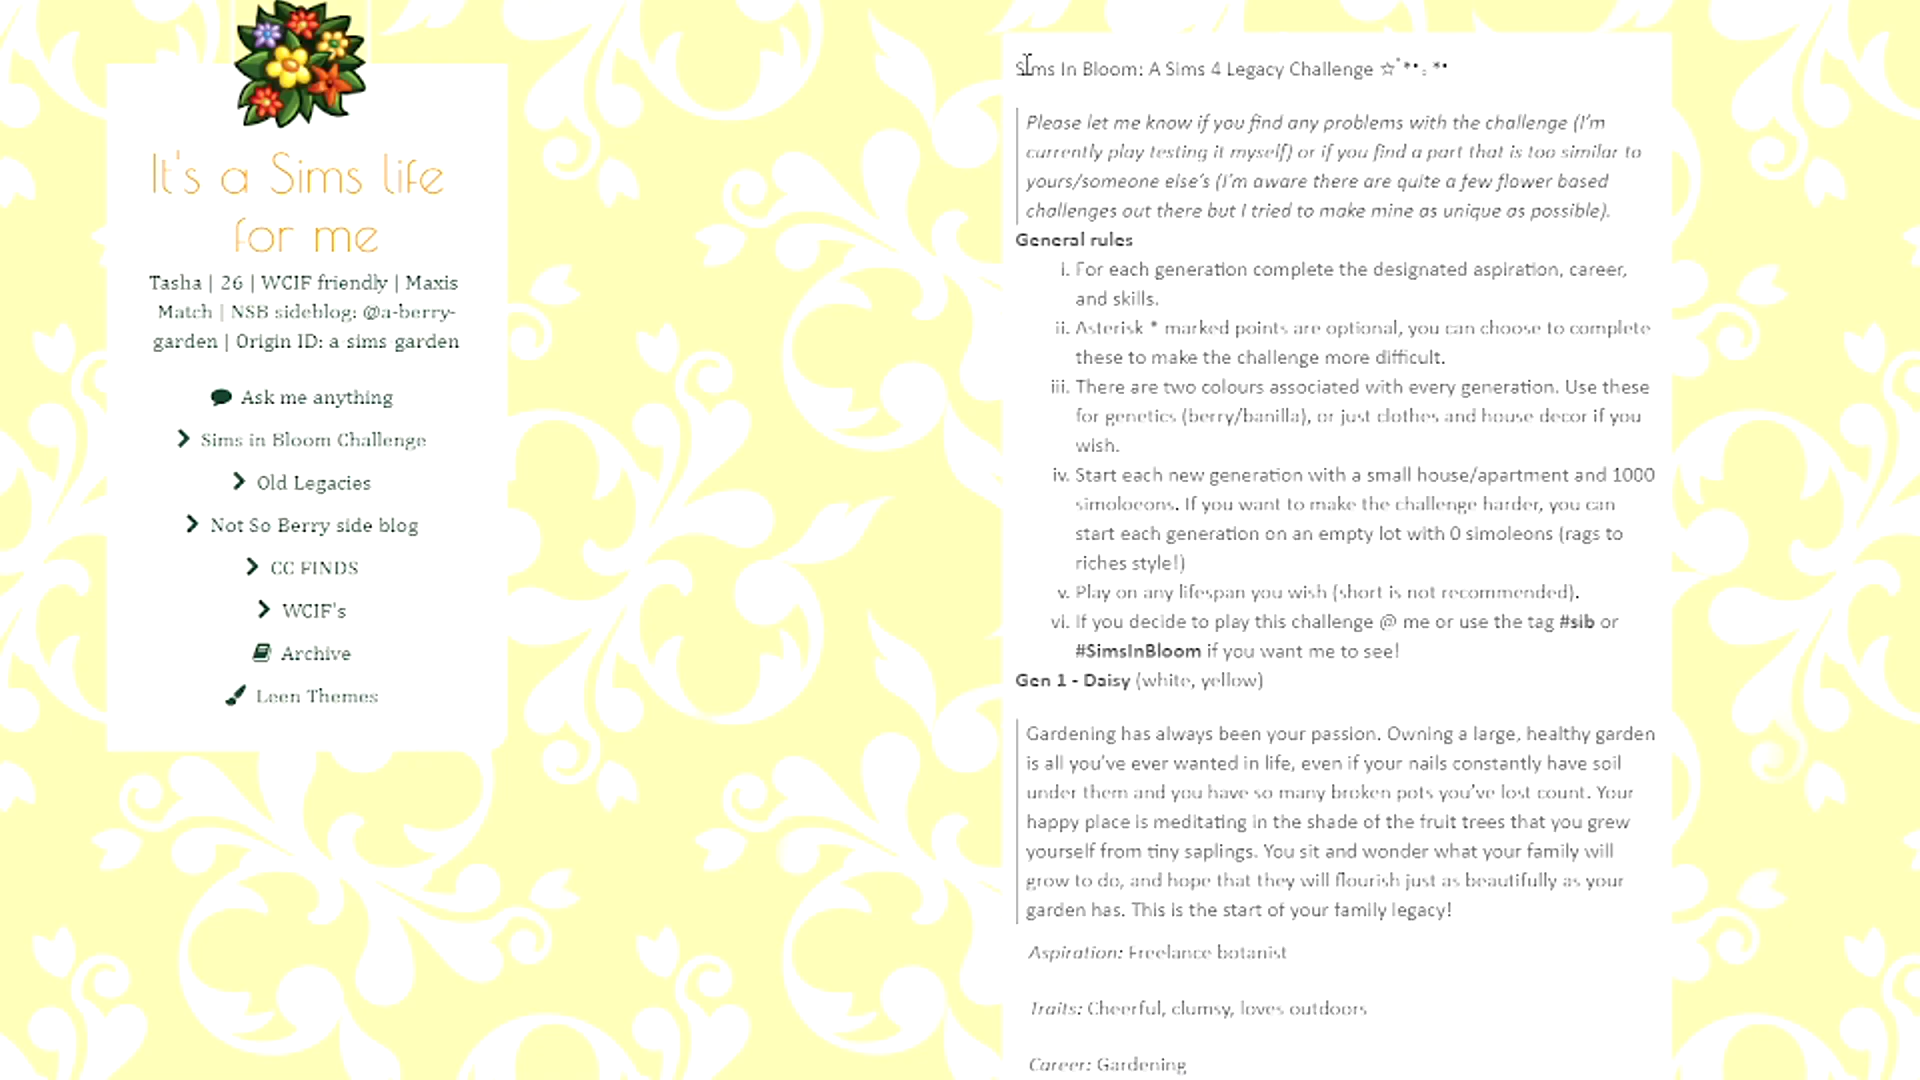 It's a Sims life
for me
Tasha | 26 | WCIF friendly | Maxis
Match | NSB sideblog: @a-berry-
garden | Origin ID: a sims garden
Ask me anything
Sims in Bloom Challenge
Old Legacies
Not So Berry side blog
CC FINDS
WCIF's
Archive
Leen Themes
Sims In Bloom: A Sims 4 Legacy Challenge ☆ﾟ*•｡*•
Please let me know if you find any problems with the challenge (I'm
currently play testing it myself) or if you find a part that is too similar to
yours/someone else's (I'm aware there are quite a few flower based
challenges out there but I tried to make mine as unique as possible).
General rules
i. For each generation complete the designated aspiration, career,
and skills.
ii. Asterisk * marked points are optional, you can choose to complete
these to make the challenge more difficult.
iii. There are two colours associated with every generation. Use these
for genetics (berry/banilla), or just clothes and house decor if you
wish.
iv. Start each new generation with a small house/apartment and 1000
simoloeons. If you want to make the challenge harder, you can
start each generation on an empty lot with 0 simoleons (rags to
riches style!)
v. Play on any lifespan you wish (short is not recommended).
vi. If you decide to play this challenge @ me or use the tag #sib or
#SimsInBloom if you want me to see!
Gen 1 - Daisy (white, yellow)
Gardening has always been your passion. Owning a large, healthy garden
is all you've ever wanted in life, even if your nails constantly have soil
under them and you have so many broken pots you've lost count. Your
happy place is meditating in the shade of the fruit trees that you grew
yourself from tiny saplings. You sit and wonder what your family will
grow to do, and hope that they will flourish just as beautifully as your
garden has. This is the start of your family legacy!
Aspiration: Freelance botanist
Traits: Cheerful, clumsy, loves outdoors
Career: Gardening